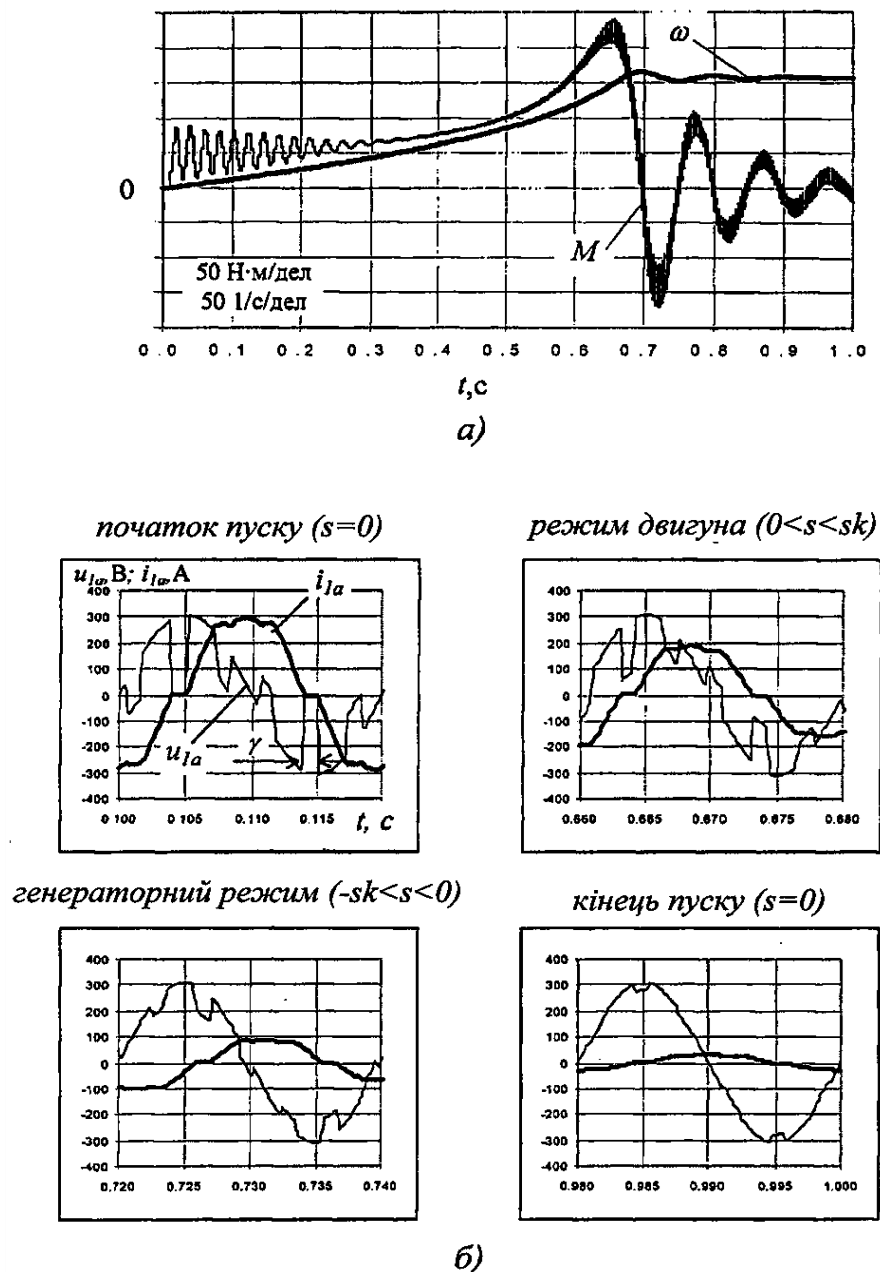 ω
0
M
50 Н·м/дел
50 1/с/дел
0.0 0.1 0.2 0.3 0.4 0.5 0.6 0.7 0.8 0.9 1.0
t,с
а)
початок пуску (s=0)
режим двигуна (0<s<sk)
u1a,В; i1a,А
i1a
400
300
200
100
0
-100
-200
-300
-400
u1a
γ
0.100 0.105 0.110 0.115
t, с
400
300
200
100
0
-100
-200
-300
-400
0.660 0.665 0.670 0.675 0.680
генераторний режим (-sk<s<0)
кінець пуску (s=0)
400
300
200
100
0
-100
-200
-300
-400
0.720 0.725 0.730 0.735 0.740
400
300
200
100
0
-100
-200
-300
-400
0.980 0.985 0.990 0.995 1.000
б)